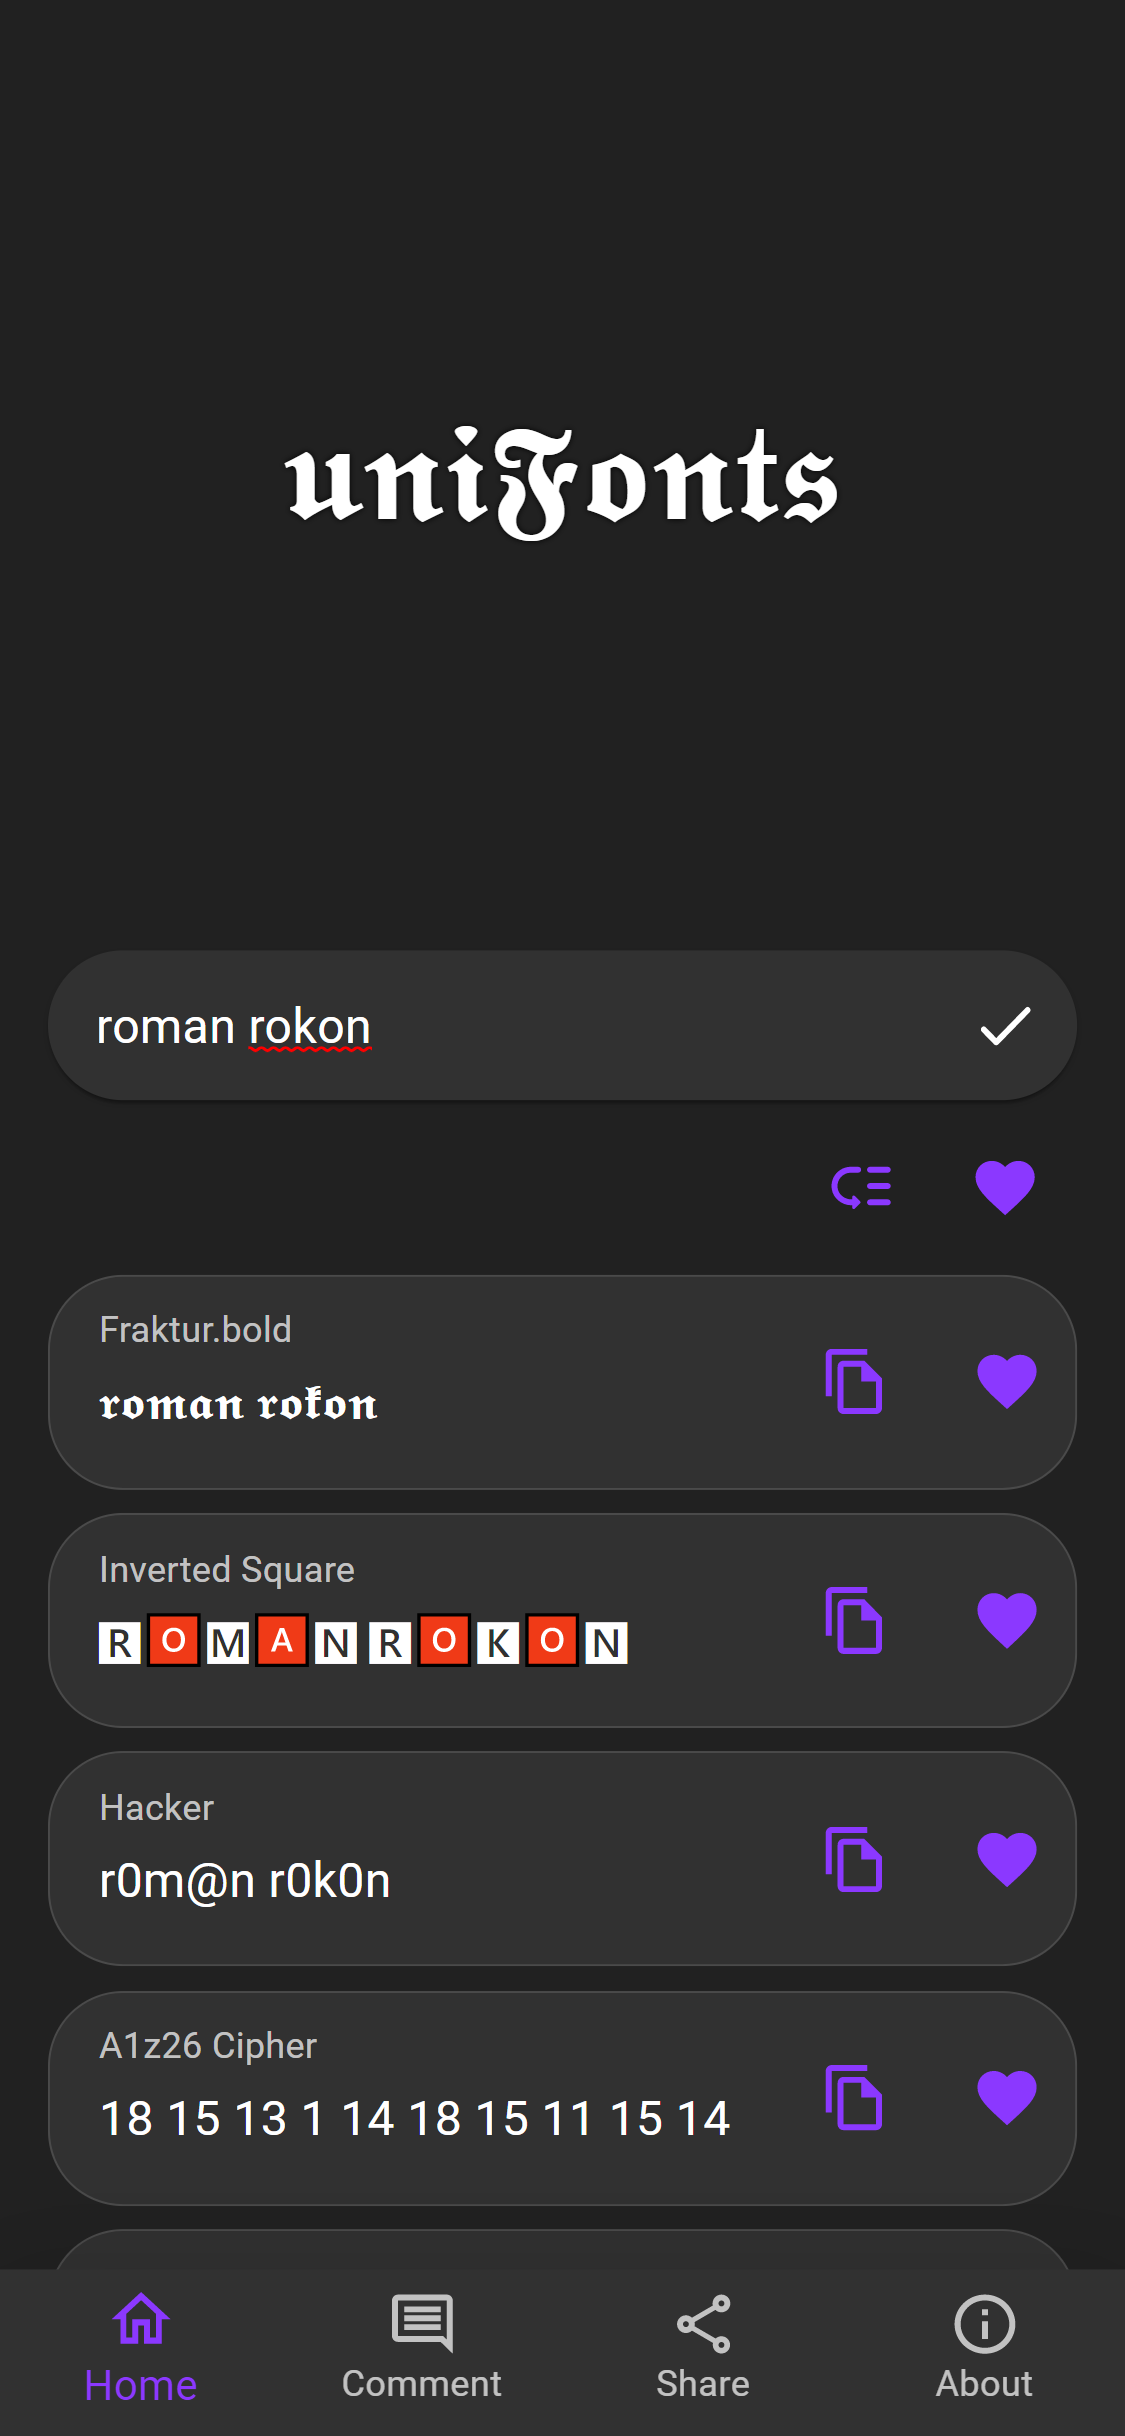 uniFonts
roman rokon
Fraktur.bold
𝖗𝖔𝖒𝖆𝖓 𝖗𝖔𝖐𝖔𝖓
Inverted Square
🆁🅾🅼🅰🅽 🆁🅾🅺🅾🅽
Hacker
r0m@n r0k0n
A1z26 Cipher
18 15 13 1 14 18 15 11 15 14
Home
Comment
Share
About